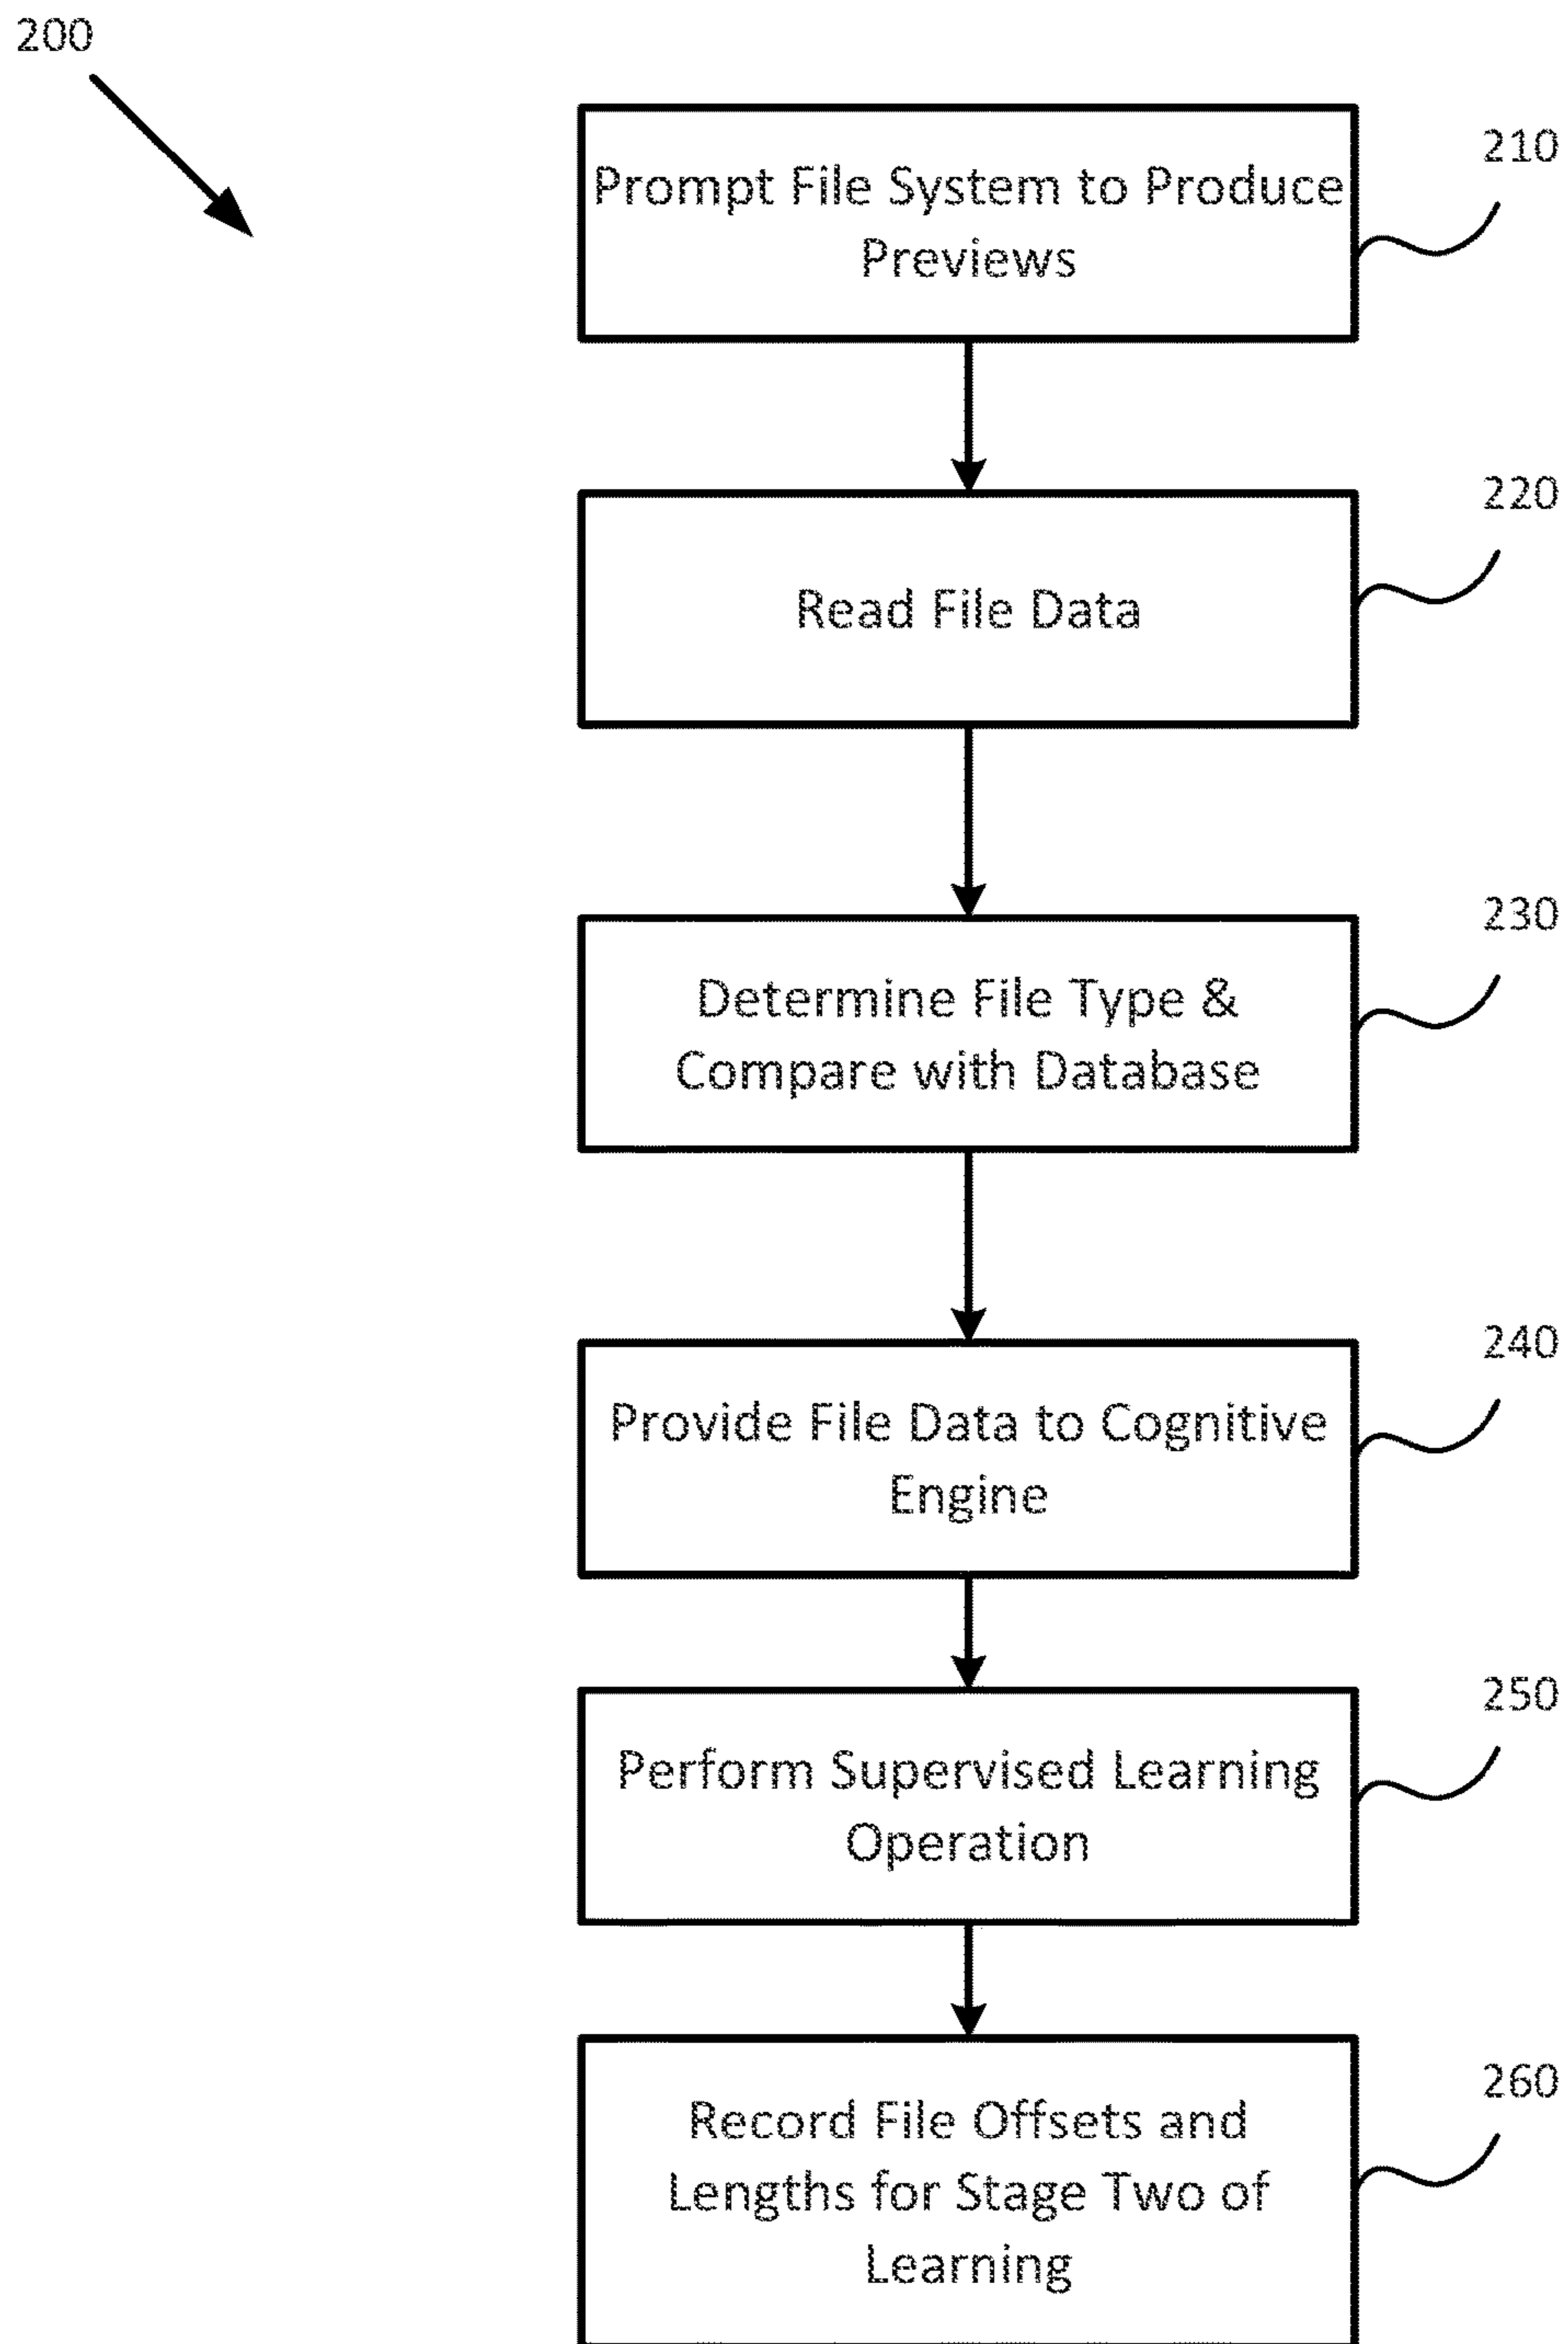 200
210
Prompt File System to Produce
Previews
220
Read File Data
230
Determine File Type &
Compare with Database
240
Provide File Data to Cognitive
Engine
250
Perform Supervised Learning
Operation
260
Record File Offsets and
Lengths for Stage Two of
Learning